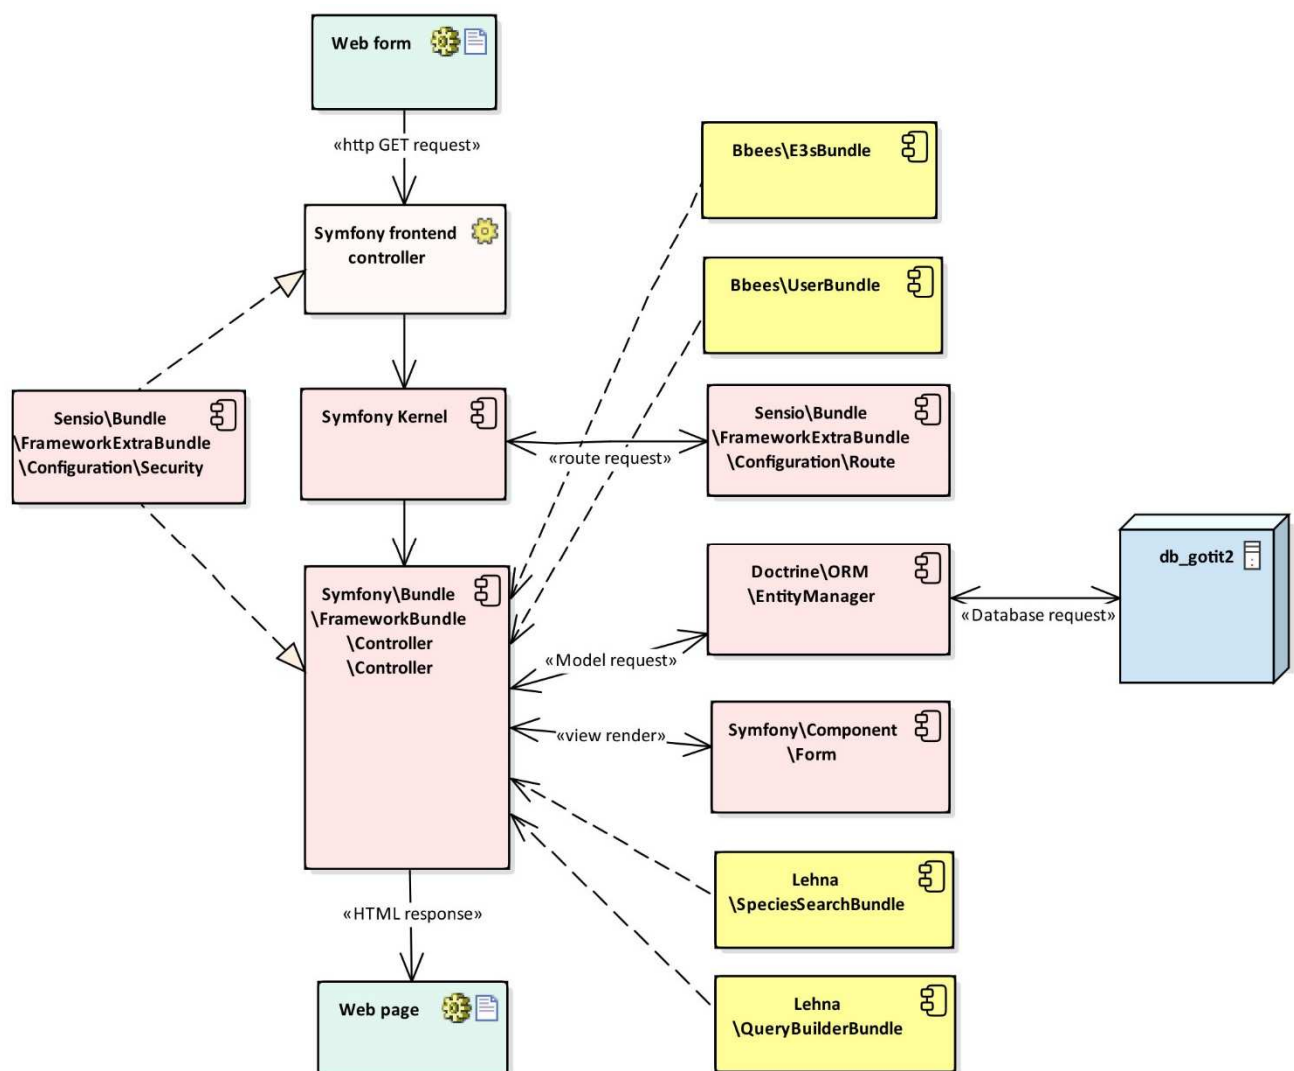 Web form
«http GET request»
Bbees\E3sBundle
Symfony frontend
controller
Bbees\UserBundle
Sensio\Bundle
\FrameworkExtraBundle
\Configuration\Security
Symfony Kernel
«route request»
Sensio\Bundle
\FrameworkExtraBundle
\Configuration\Route
Symfony\Bundle
\FrameworkBundle
\Controller
\Controller
Doctrine\ORM
\EntityManager
«Database request»
db_gotit2
«Model request»
«view render»
Symfony\Component
\Form
Lehna
\SpeciesSearchBundle
«HTML response»
Web page
Lehna
\QueryBuilderBundle